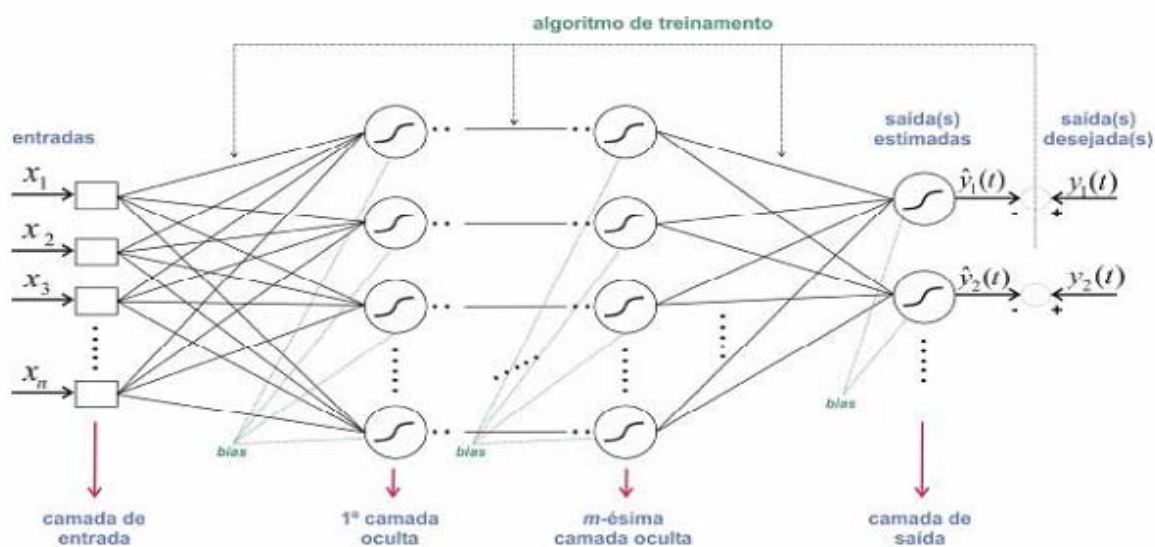 algoritmo de treinamento
entradas
saída(s)
estimadas
saída(s)
desejada(s)
x1
x2
x3
xn
ŷ1(t)
-
+
y1(t)
ŷ2(t)
-
+
y2(t)
bias
bias
bias
camada de
entrada
1º camada
oculta
m-ésima
camada oculta
camada de
saída